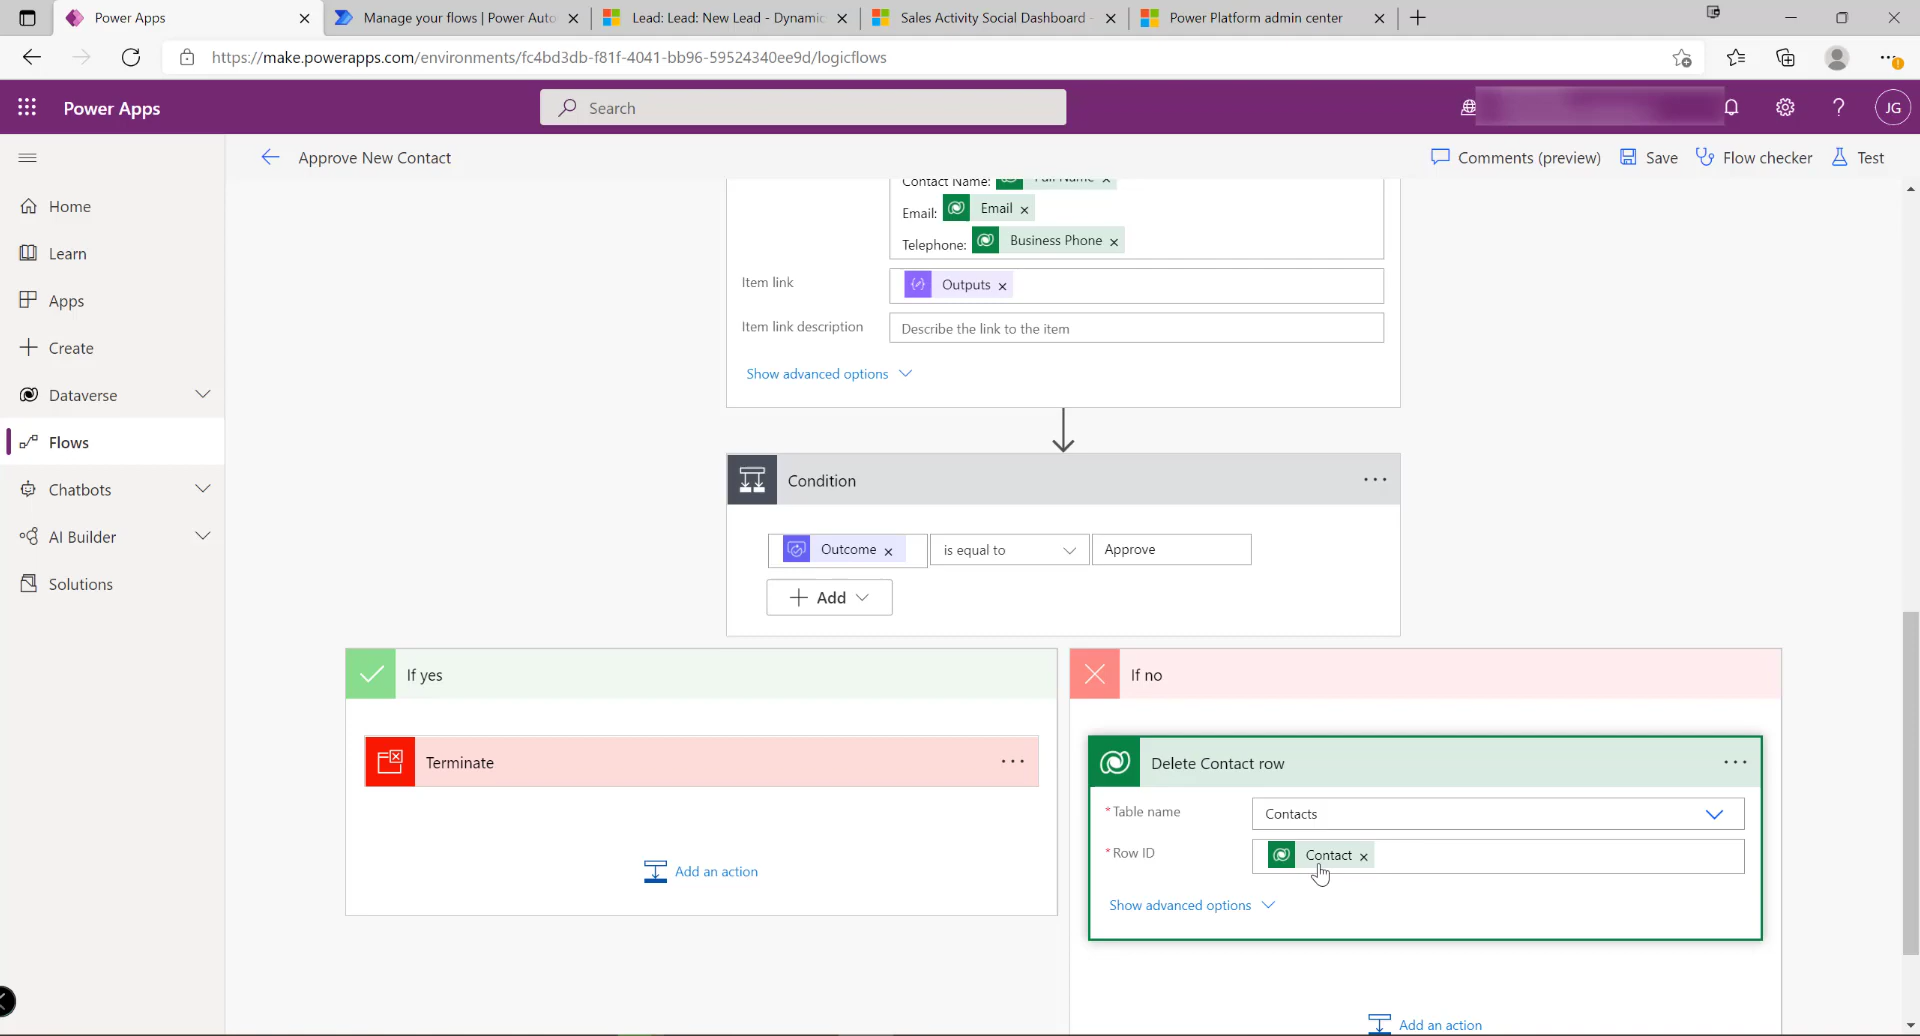 Power Apps
Manage your flows | Power Auto
Lead: Lead: New Lead - Dynamic
Sales Activity Social Dashboard -
Power Platform admin center
https://make.powerapps.com/environments/fc4bd3db-f81f-4041-bb96-59524340ee9d/logicflows
Power Apps
Search
JG
Approve New Contact
Comments (preview)
Save
Flow checker
Test
Home
Learn
Apps
Create
Dataverse
Flows
Chatbots
AI Builder
Solutions
Contact Name: Full Name
Email: Email
Telephone: Business Phone
Item link
Outputs
Item link description
Describe the link to the item
Show advanced options
Condition
Outcome
is equal to
Approve
Add
If yes
Terminate
Add an action
If no
Delete Contact row
*Table name
Contacts
*Row ID
Contact
Show advanced options
Add an action